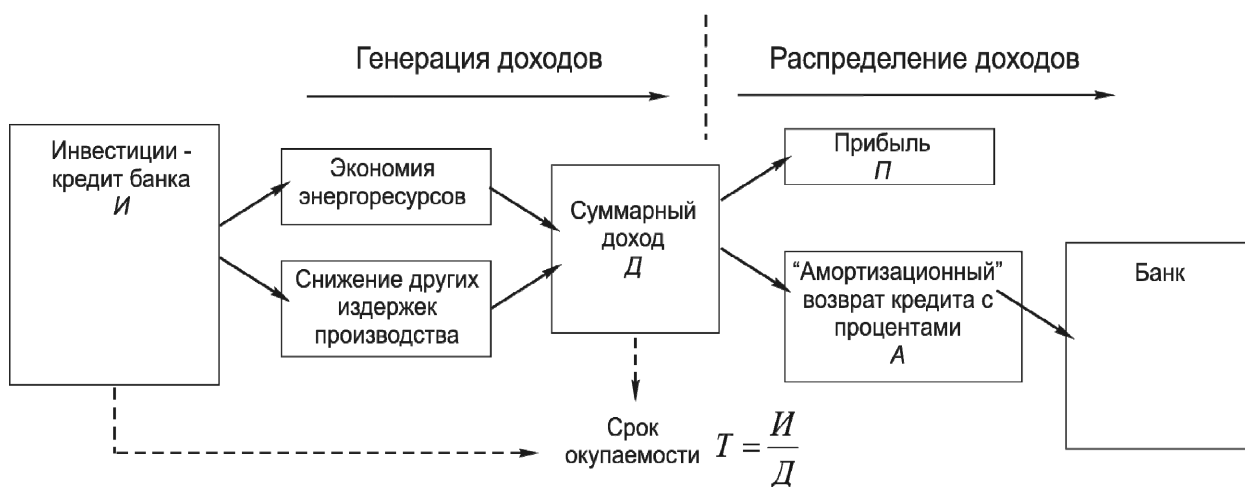 Генерация доходов
Распределение доходов
Инвестиции -
кредит банка
И
Экономия
энергоресурсов
Снижение других
издержек
производства
Суммарный
доход
Д
Прибыль
П
“Амортизационный”
возврат кредита с
процентами
А
Банк
Срок
окупаемости
T = И
Д